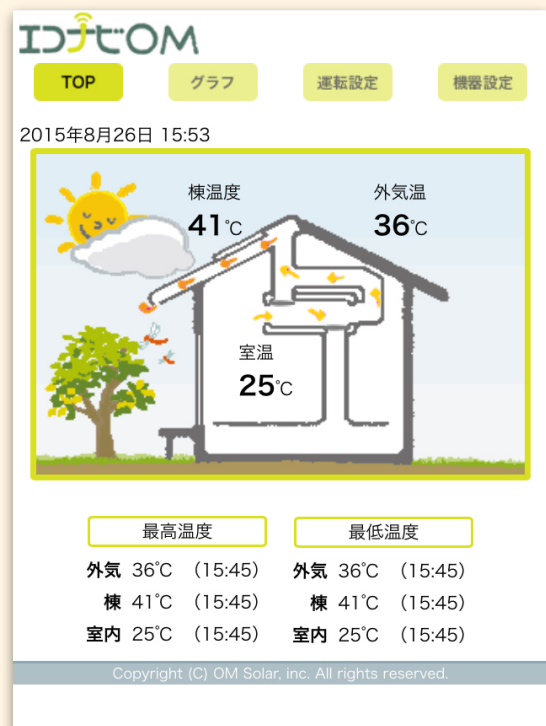 エコナビOM
TOP グラフ 運転設定 機器設定
2015年8月26日 15:53
棟温度 外気温
41℃ 36℃
室温
25℃
最高温度 最低温度
外気 36℃ (15:45) 外気 36℃ (15:45)
棟 41℃ (15:45) 棟 41℃ (15:45)
室内 25℃ (15:45) 室内 25℃ (15:45)
Copyright (C) OM Solar, inc. All rights reserved.